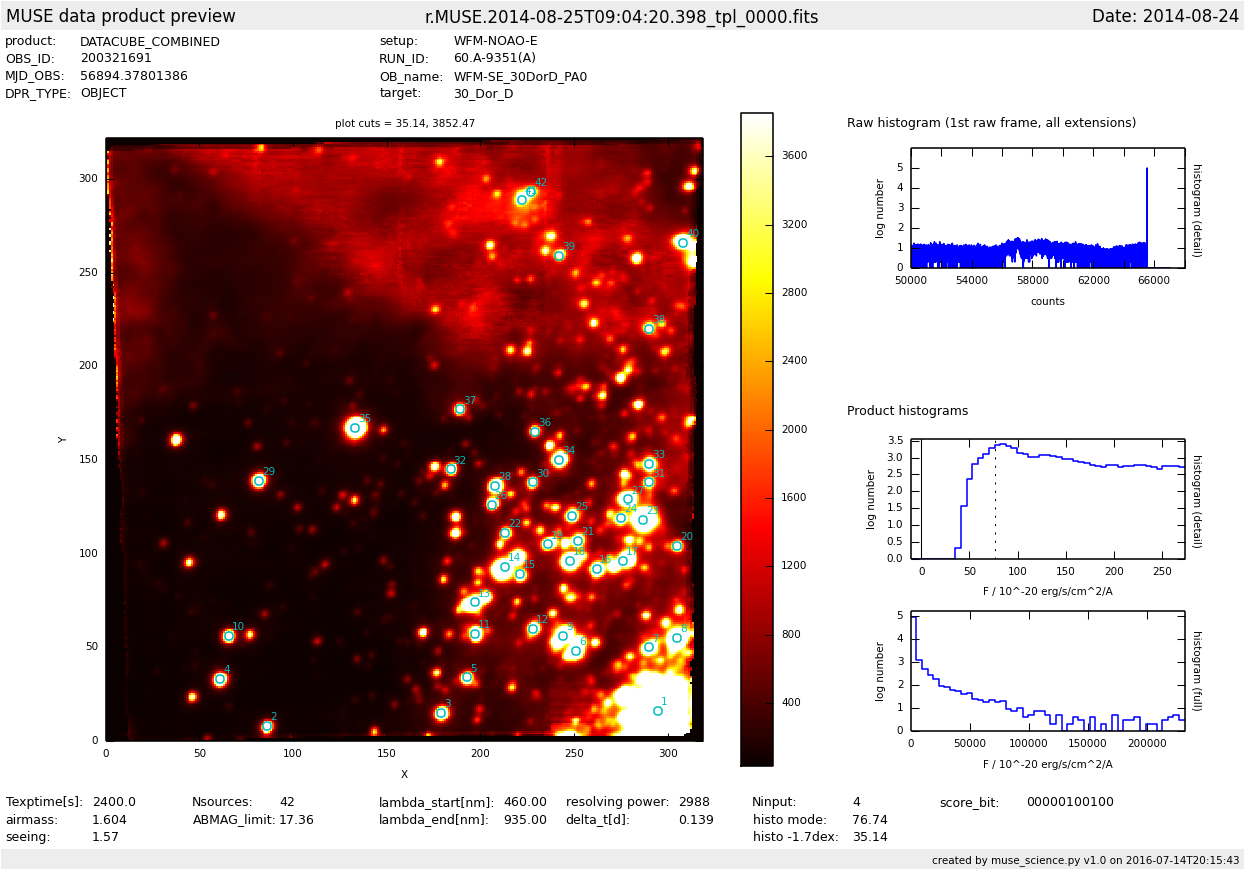 MUSE data product preview r.MUSE.2014-08-25T09:04:20.398_tpl_0000.fits Date: 2014-08-24
product: DATACUBE_COMBINED setup: WFM-NOAO-E
OBS_ID: 200321691 RUN_ID: 60.A-9351(A)
MJD_OBS: 56894.37801386 OB_name: WFM-SE_30DorD_PA0
DPR_TYPE: OBJECT target: 30_Dor_D
plot cuts = 35.14, 3852.47
300
250
200
150
100
50
0
Y
0 50 100 150 200 250 300
X
42
40
39
38
37
36
35
34
33
32
30
29
28
25
24
22
21
20
15
14
13
12
11
10
9
8
7
6
5
4
3
2
1
3600
3200
2800
2400
2000
1600
1200
800
400
Raw histogram (1st raw frame, all extensions)
5
4
3
2
1
0
log number
histogram (detail)
50000 54000 58000 62000 66000
counts
Product histograms
3.5
3.0
2.5
2.0
1.5
1.0
0.5
0.0
log number
histogram (detail)
0 50 100 150 200 250
F / 10^-20 erg/s/cm^2/A
5
4
3
2
1
0
log number
histogram (full)
0 50000 100000 150000 200000
F / 10^-20 erg/s/cm^2/A
Texptime[s]: 2400.0 Nsources: 42 lambda_start[nm]: 460.00 resolving power: 2988 Ninput: 4 score_bit: 00000100100
airmass: 1.604 ABMAG_limit: 17.36 lambda_end[nm]: 935.00 delta_t[d]: 0.139 histo mode: 76.74
seeing: 1.57 histo -1.7dex: 35.14
created by muse_science.py v1.0 on 2016-07-14T20:15:43